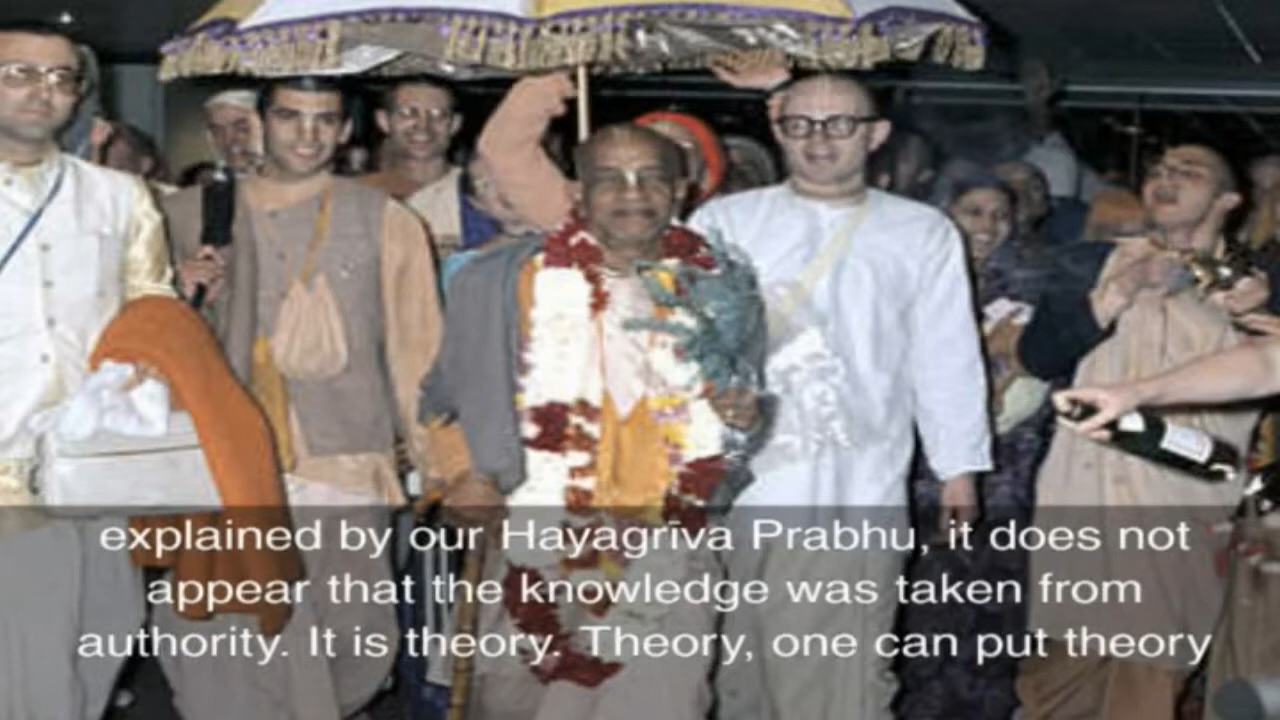 explained by our Hayagrīva Prabhu, it does not
appear that the knowledge was taken from
authority. It is theory. Theory, one can put theory